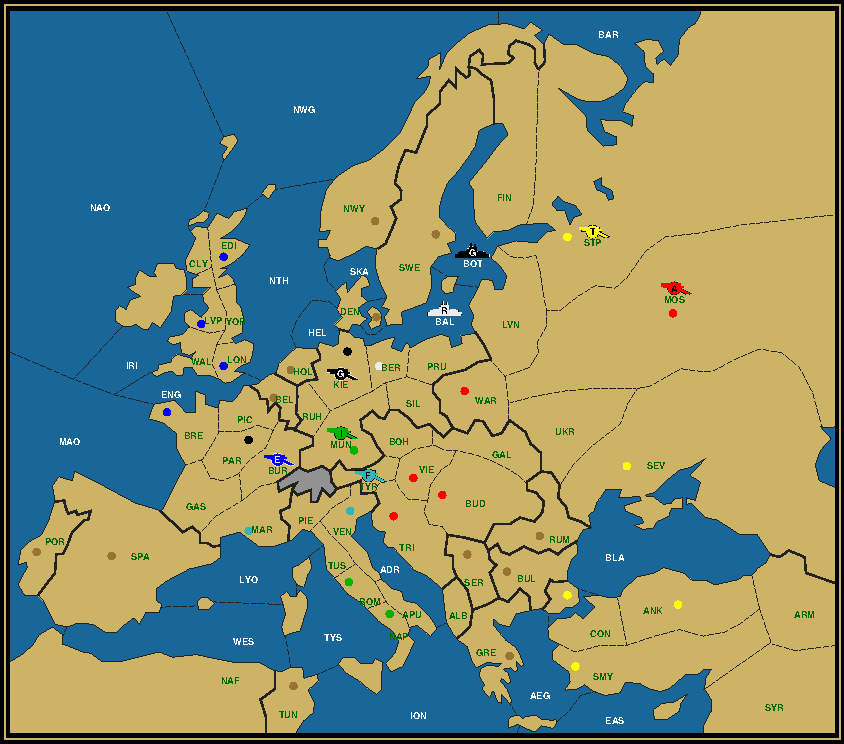 BAR
NWG
NAO
FIN
NWY
T
STP
EDI
G
BOT
CLY
SKA
SWE
NTH
A
MOS
DEN
R
BAL
LVP YOR
LVN
HEL
IRI
WAL LON
HOL
G
KIE
BER
PRU
ENG
BEL
WAR
SIL
RUH
PIC
BRE
I
MUN
BOH
UKR
MAO
PAR
E
BUR
GAL
VIE
SEV
F
TYR
BUD
GAS
PIE
MAR
VEN
POR
SPA
TRI
RUM
BLA
TUS
ADR
LYO
SER
BUL
ROM
ANK
ARM
APU
ALB
CON
WES
TYS
NAP
GRE
NAF
SMY
AEG
TUN
ION
EAS
SYR